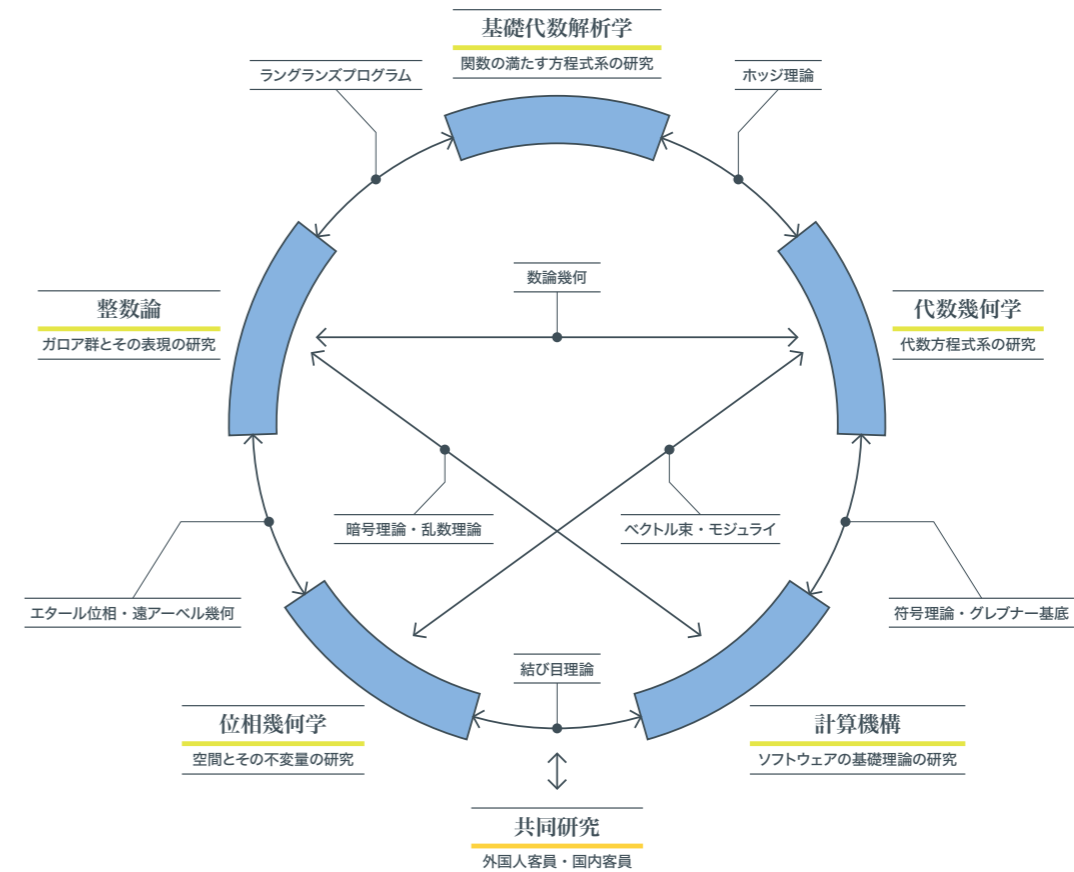 基礎代数解析学
関数の満たす方程式系の研究
ラングランズプログラム
ホッジ理論
数論幾何
整数論
ガロア群とその表現の研究
代数幾何学
代数方程式系の研究
暗号理論・乱数理論
ベクトル束・モジュライ
エタール位相・遠アーベル幾何
符号理論・グレブナー基底
結び目理論
位相幾何学
空間とその不変量の研究
計算機構
ソフトウェアの基礎理論の研究
共同研究
外国人客員・国内客員